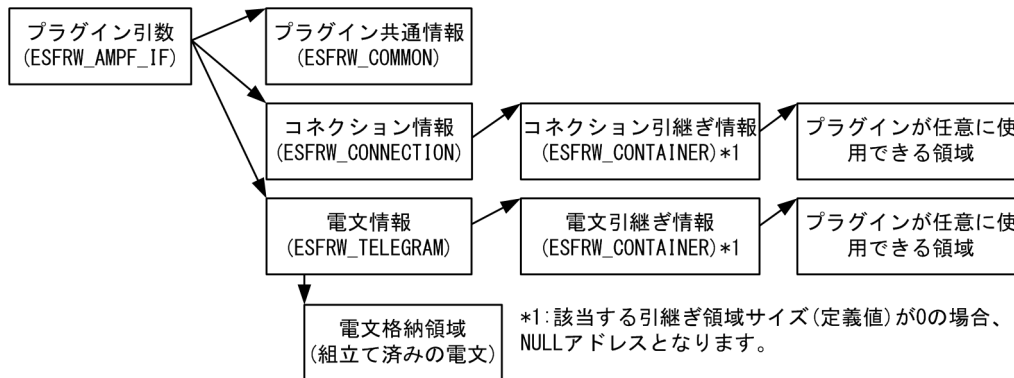 プラグイン引数
(ESFRW_AMPF_IF)
プラグイン共通情報
(ESFRW_COMMON)
コネクション情報
(ESFRW_CONNECTION)
コネクション引継ぎ情報
(ESFRW_CONTAINER)*1
プラグインが任意に使
用できる領域
電文情報
(ESFRW_TELEGRAM)
電文引継ぎ情報
(ESFRW_CONTAINER)*1
プラグインが任意に使
用できる領域
電文格納領域
(組立て済みの電文)
*1:該当する引継ぎ領域サイズ(定義値)が0の場合、
NULLアドレスとなります。